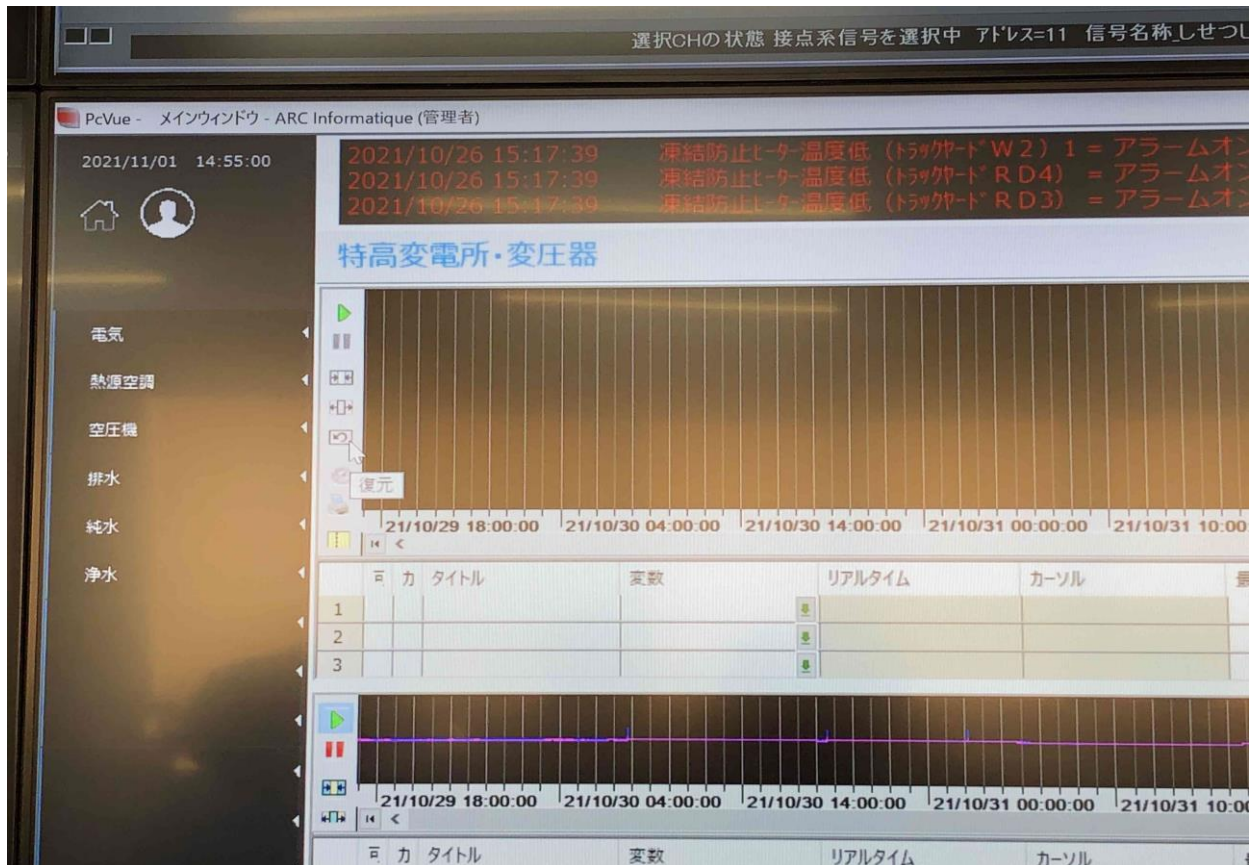 選択CHの状態 接点系信号を選択中 アドレス=11 信号名称_しせつし
PcVue - メインウィンドウ - ARC Informatique (管理者)
2021/11/01 14:55:00
2021/10/26 15:17:39 凍結防止ヒーター温度低 (トラックヤードW2) 1 = アラームオン
2021/10/26 15:17:39 凍結防止ヒーター温度低 (トラックヤードRD4) = アラームオン
2021/10/26 15:17:39 凍結防止ヒーター温度低 (トラックヤードRD3) = アラームオン
特高変電所・変圧器
電気
熱源空調
空圧機
排水
純水
浄水
復元
21/10/29 18:00:00 21/10/30 04:00:00 21/10/30 14:00:00 21/10/31 00:00:00 21/10/31 10:00
カ タイトル 変数 リアルタイム カーソル
1
2
3
21/10/29 18:00:00 21/10/30 04:00:00 21/10/30 14:00:00 21/10/31 00:00:00 21/10/31 10:00
カ タイトル 変数 リアルタイム カーソル